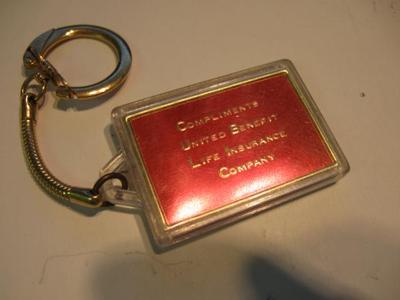 Compliments
United Benefit
Life Insurance
Company